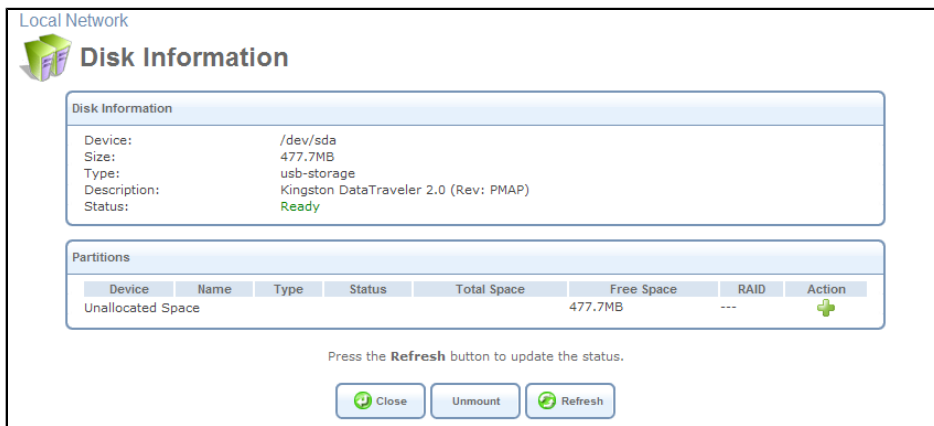 Local Network
Disk Information
Disk Information
Device: /dev/sda
Size: 477.7MB
Type: usb-storage
Description: Kingston DataTraveler 2.0 (Rev: PMAP)
Status: Ready
Partitions
Device Name Type Status Total Space Free Space RAID Action
Unallocated Space 477.7MB ---
Press the Refresh button to update the status.
Close Unmount Refresh